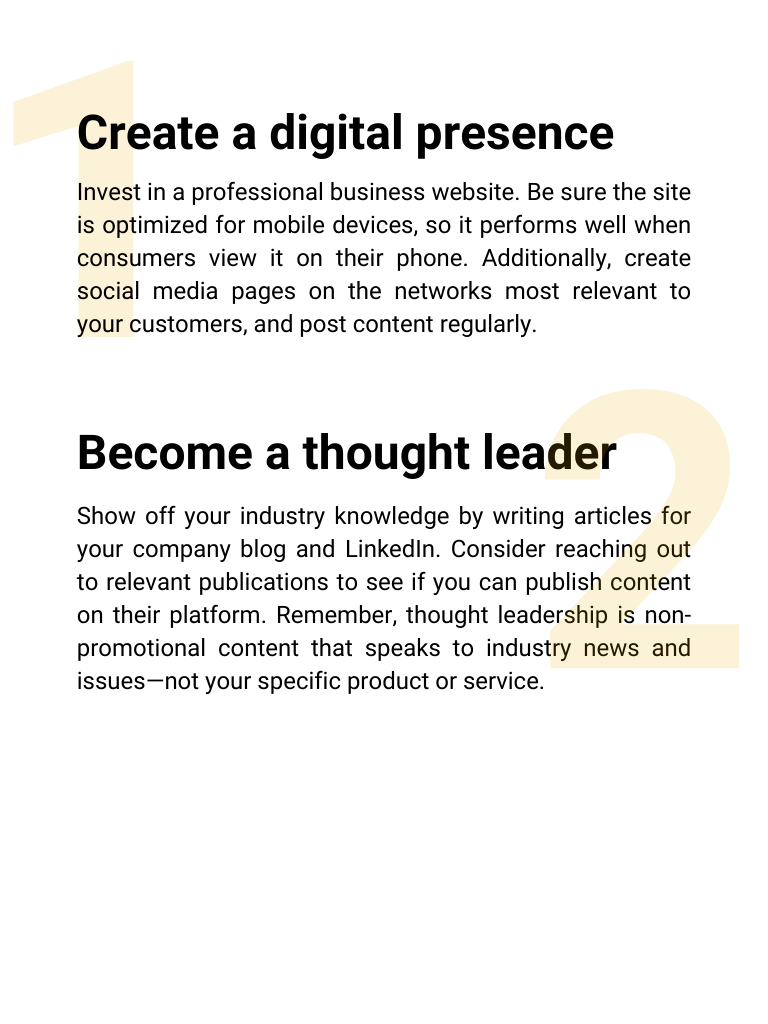 1
Create a digital presence
Invest in a professional business website. Be sure the site
is optimized for mobile devices, so it performs well when
consumers view it on their phone. Additionally, create
social media pages on the networks most relevant to
your customers, and post content regularly.
2
Become a thought leader
Show off your industry knowledge by writing articles for
your company blog and LinkedIn. Consider reaching out
to relevant publications to see if you can publish content
on their platform. Remember, thought leadership is non-
promotional content that speaks to industry news and
issues—not your specific product or service.